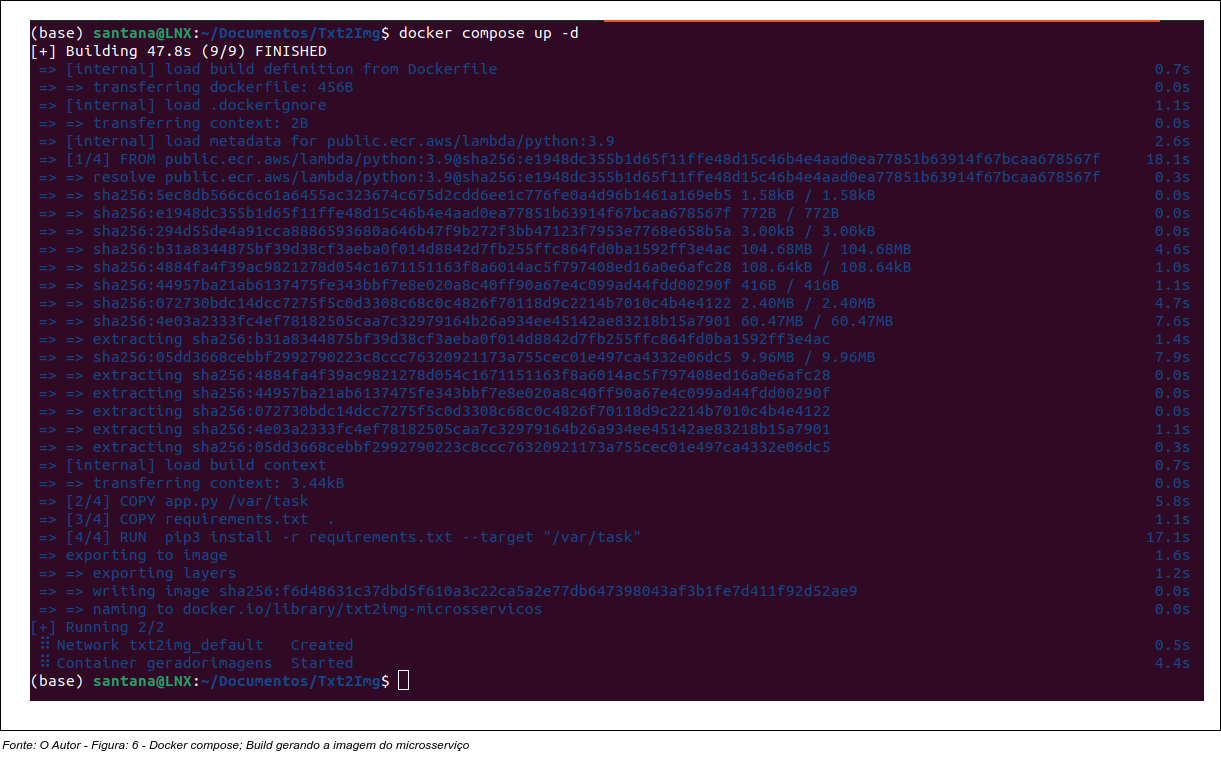 (base) santana@LNX:~/Documentos/Txt2Img$ docker compose up -d
[+] Building 47.8s (9/9) FINISHED
=> [internal] load build definition from Dockerfile 0.7s
=> => transferring dockerfile: 456B 0.0s
=> [internal] load .dockerignore 1.1s
=> => transferring context: 2B 0.0s
=> [internal] load metadata for public.ecr.aws/lambda/python:3.9 2.6s
=> [1/4] FROM public.ecr.aws/lambda/python:3.9@sha256:e1948dc355b1d65f11ffe48d15c46b4e4aad0ea77851b63914f67bcaa678567f 18.1s
=> => resolve public.ecr.aws/lambda/python:3.9@sha256:e1948dc355b1d65f11ffe48d15c46b4e4aad0ea77851b63914f67bcaa678567f 0.3s
=> => sha256:5ec8db566c6c61a6455ac323674c675d2cdd6ee1c776fe0a4d96b1461a169eb5 1.58kB / 1.58kB 0.0s
=> => sha256:e1948dc355b1d65f11ffe48d15c46b4e4aad0ea77851b63914f67bcaa678567f 772B / 772B 0.0s
=> => sha256:294d55de4a91cca8886593680a646b47f9b272f3bb47123f7953e7768e658b5a 3.00kB / 3.00kB 0.0s
=> => sha256:b31a8344875bf39d38cf3aeba0f014d8842d7fb255ffc864fd0ba1592ff3e4ac 104.68MB / 104.68MB 4.6s
=> => sha256:4884fa4f39ac9821278d054c1671151163f8a6014ac5f797408ed16a0e6afc28 108.64kB / 108.64kB 1.0s
=> => sha256:44957ba21ab6137475fe343bbf7e8e020a8c40ff90a67e4c099ad44fdd00290f 416B / 416B 1.1s
=> => sha256:072730bdc14dcc7275f5c0d3308c68c0c4826f70118d9c2214b7010c4b4e4122 2.40MB / 2.40MB 4.7s
=> => sha256:4e03a2333fc4ef78182505caa7c32979164b26a934ee45142ae83218b15a7901 60.47MB / 60.47MB 7.6s
=> => extracting sha256:b31a8344875bf39d38cf3aeba0f014d8842d7fb255ffc864fd0ba1592ff3e4ac 1.4s
=> => sha256:05dd3668cebbf2992790223c8ccc76320921173a755cec01e497ca4332e06dc5 9.96MB / 9.96MB 7.9s
=> => extracting sha256:4884fa4f39ac9821278d054c1671151163f8a6014ac5f797408ed16a0e6afc28 0.0s
=> => extracting sha256:44957ba21ab6137475fe343bbf7e8e020a8c40ff90a67e4c099ad44fdd00290f 0.0s
=> => extracting sha256:072730bdc14dcc7275f5c0d3308c68c0c4826f70118d9c2214b7010c4b4e4122 0.0s
=> => extracting sha256:4e03a2333fc4ef78182505caa7c32979164b26a934ee45142ae83218b15a7901 1.1s
=> => extracting sha256:05dd3668cebbf2992790223c8ccc76320921173a755cec01e497ca4332e06dc5 0.3s
=> [internal] load build context 0.7s
=> => transferring context: 3.44kB 0.0s
=> [2/4] COPY app.py /var/task 5.8s
=> [3/4] COPY requirements.txt  . 1.1s
=> [4/4] RUN  pip3 install -r requirements.txt --target "/var/task" 17.1s
=> exporting to image 1.6s
=> => exporting layers 1.2s
=> => writing image sha256:f6d48631c37dbd5f610a3c22ca5a2e77db647398043af3b1fe7d411f92d52ae9 0.0s
=> => naming to docker.io/library/txt2img-microsservicos 0.0s
[+] Running 2/2
⠿ Network txt2img_default   Created 0.5s
⠿ Container geradorimagens  Started 4.4s
(base) santana@LNX:~/Documentos/Txt2Img$
Fonte: O Autor - Figura: 6 - Docker compose; Build gerando a imagem do microsserviço